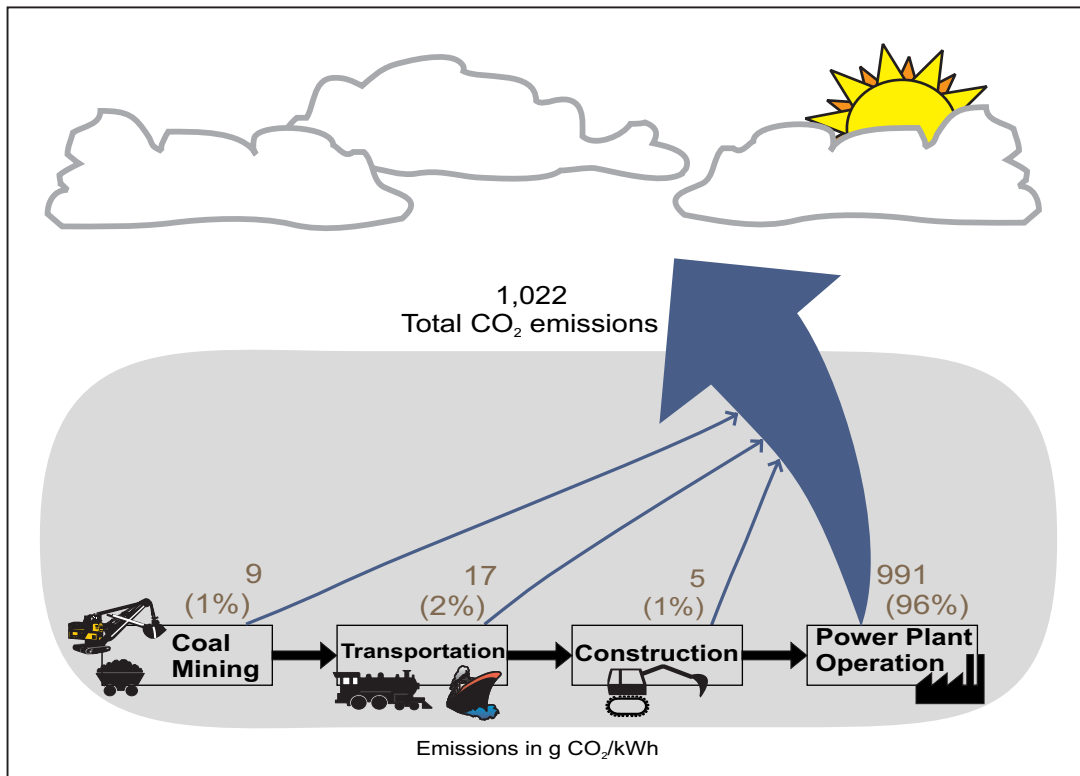 1,022
Total CO₂ emissions
9
(1%)
17
(2%)
5
(1%)
991
(96%)
Coal
Mining
Transportation
Construction
Power Plant
Operation
Emissions in g CO₂/kWh